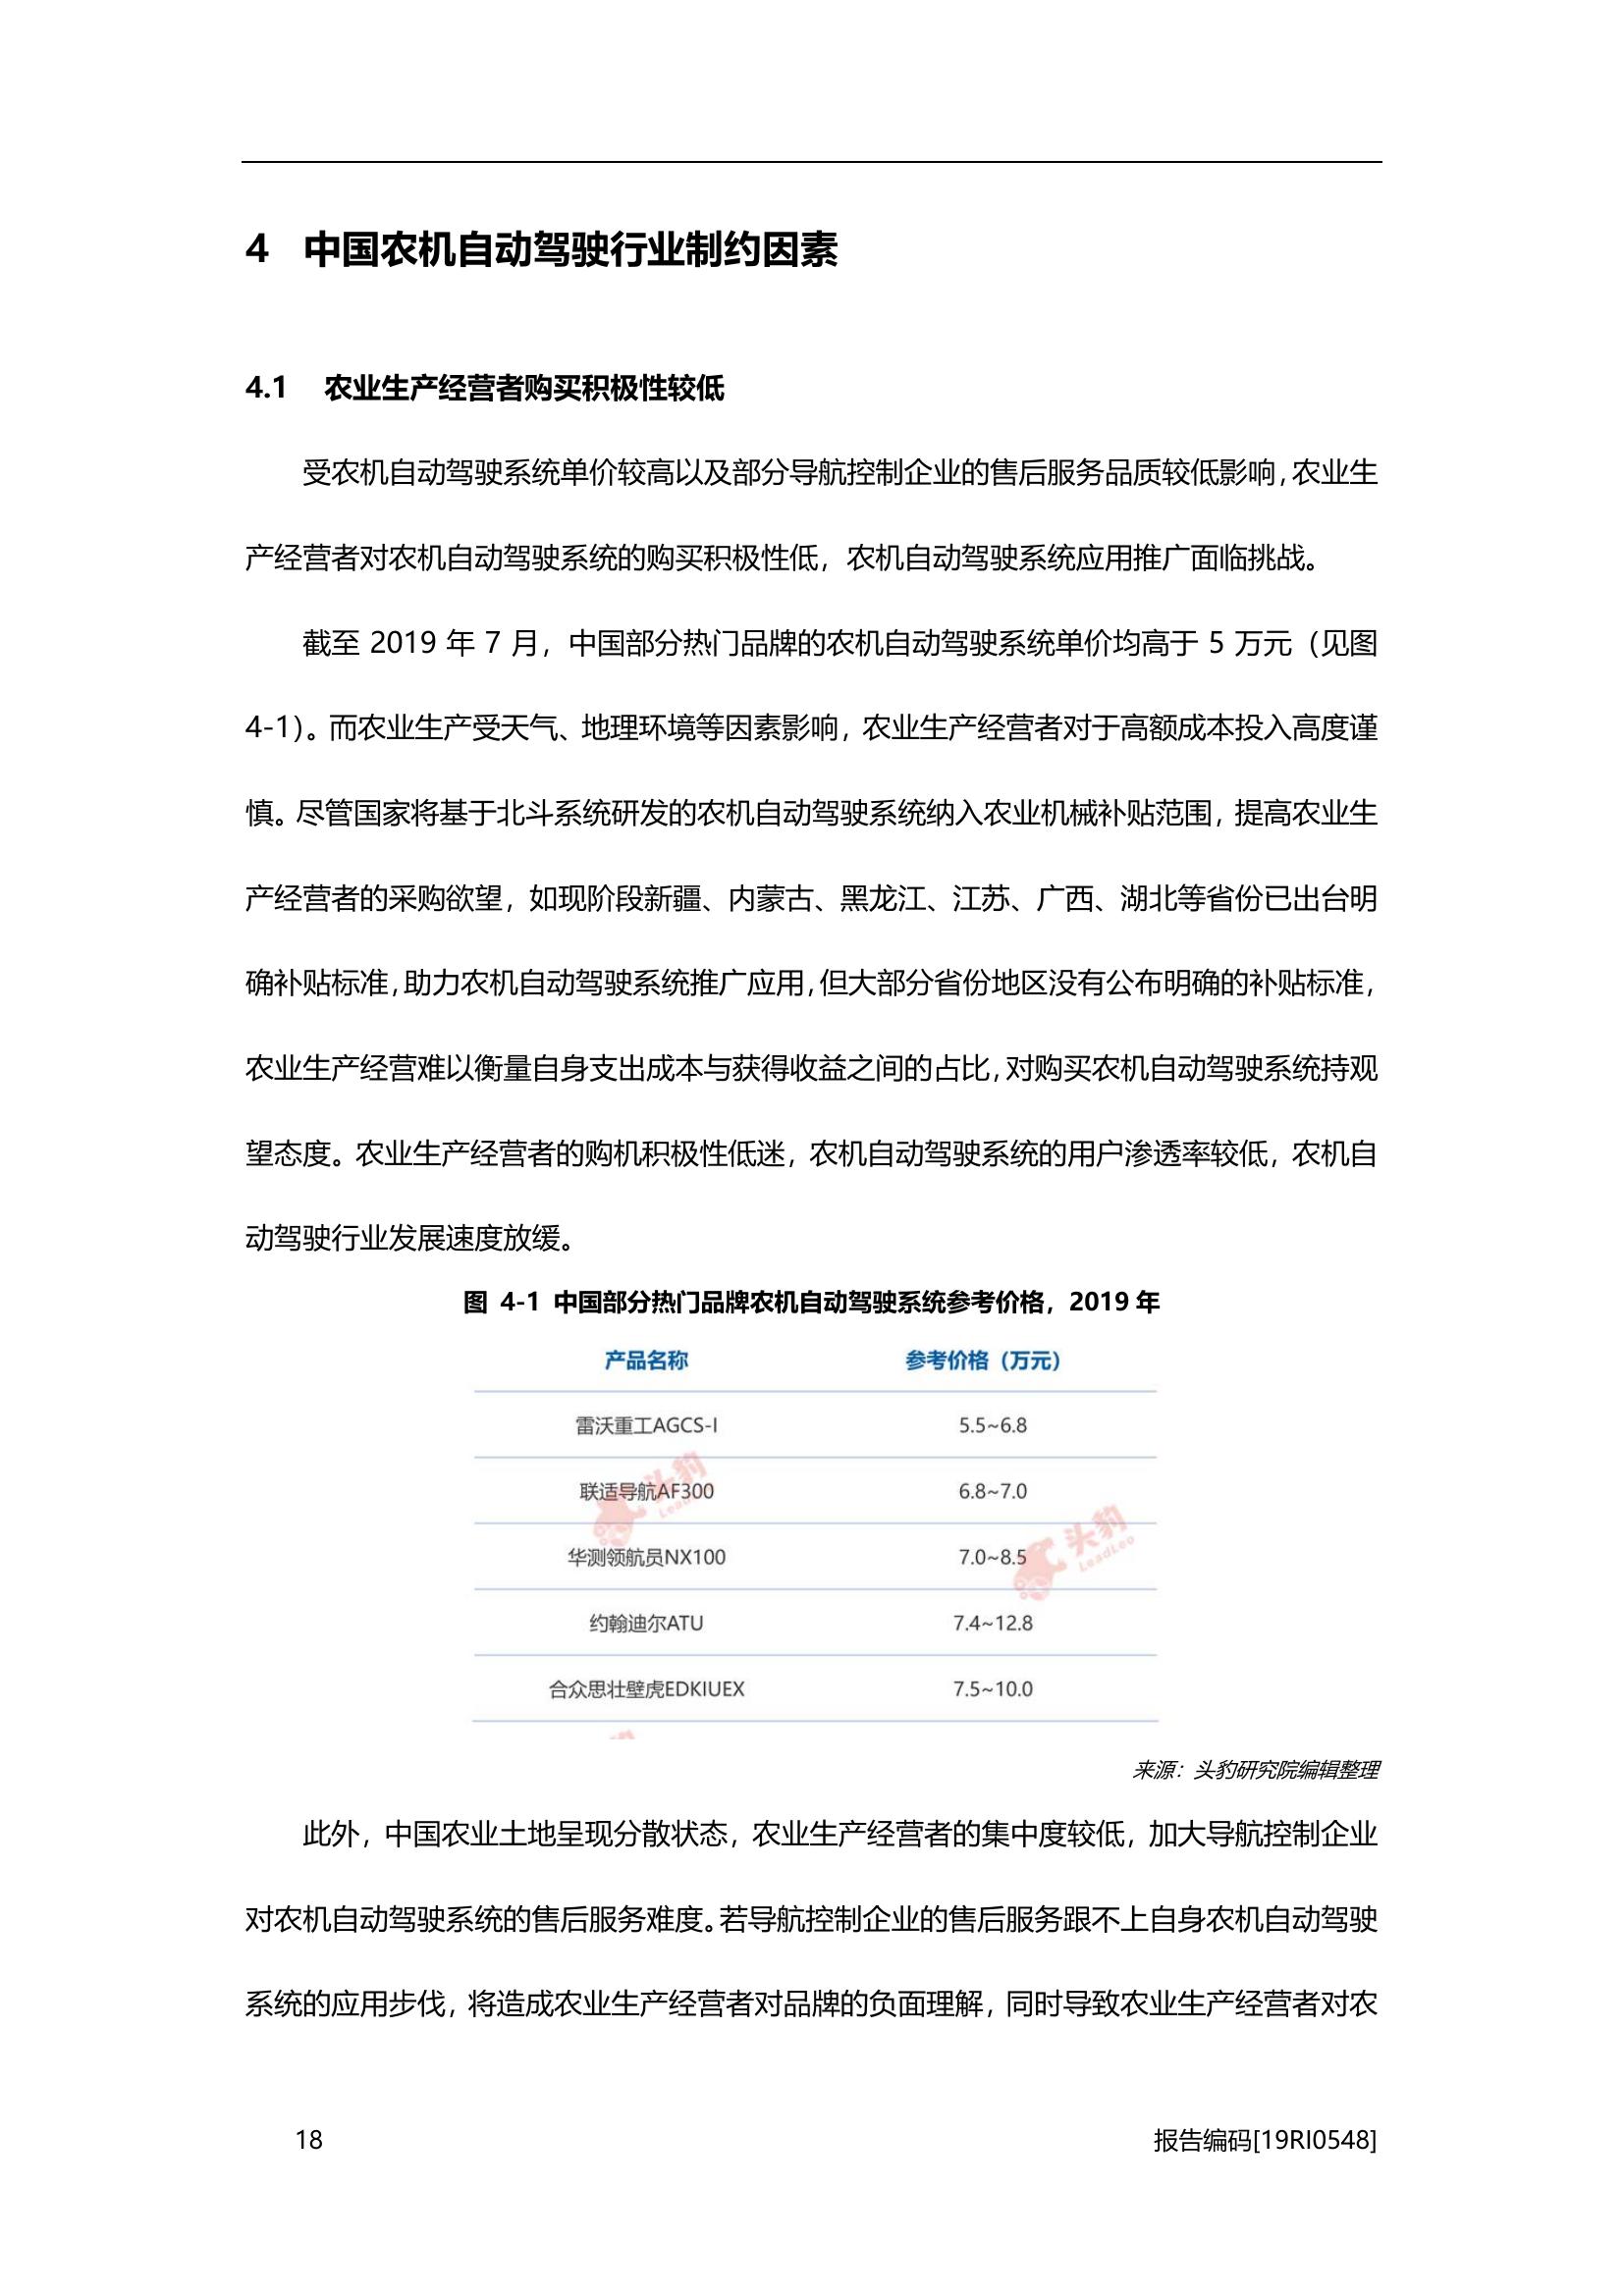 4 中国农机自动驾驶行业制约因素
4.1 农业生产经营者购买积极性较低
受农机自动驾驶系统单价较高以及部分导航控制企业的售后服务品质较低影响，农业生
产经营者对农机自动驾驶系统的购买积极性低，农机自动驾驶系统应用推广面临挑战。
截至 2019 年 7 月，中国部分热门品牌的农机自动驾驶系统单价均高于 5 万元（见图
4-1）。而农业生产受天气、地理环境等因素影响，农业生产经营者对于高额成本投入高度谨
慎。尽管国家将基于北斗系统研发的农机自动驾驶系统纳入农业机械补贴范围，提高农业生
产经营者的采购欲望，如现阶段新疆、内蒙古、黑龙江、江苏、广西、湖北等省份已出台明
确补贴标准，助力农机自动驾驶系统推广应用，但大部分省份地区没有公布明确的补贴标准，
农业生产经营难以衡量自身支出成本与获得收益之间的占比，对购买农机自动驾驶系统持观
望态度。农业生产经营者的购机积极性低迷，农机自动驾驶系统的用户渗透率较低，农机自
动驾驶行业发展速度放缓。
图 4-1 中国部分热门品牌农机自动驾驶系统参考价格，2019 年
产品名称 参考价格（万元）
雷沃重工AGCS-I 5.5~6.8
联适导航AF300 6.8~7.0
华测领航员NX100 7.0~8.5
约翰迪尔ATU 7.4~12.8
合众思壮壁虎EDKIUEX 7.5~10.0
头豹
LeadLeo
头豹
LeadLeo
来源：头豹研究院编辑整理
此外，中国农业土地呈现分散状态，农业生产经营者的集中度较低，加大导航控制企业
对农机自动驾驶系统的售后服务难度。若导航控制企业的售后服务跟不上自身农机自动驾驶
系统的应用步伐，将造成农业生产经营者对品牌的负面理解，同时导致农业生产经营者对农
18 报告编码[19RI0548]